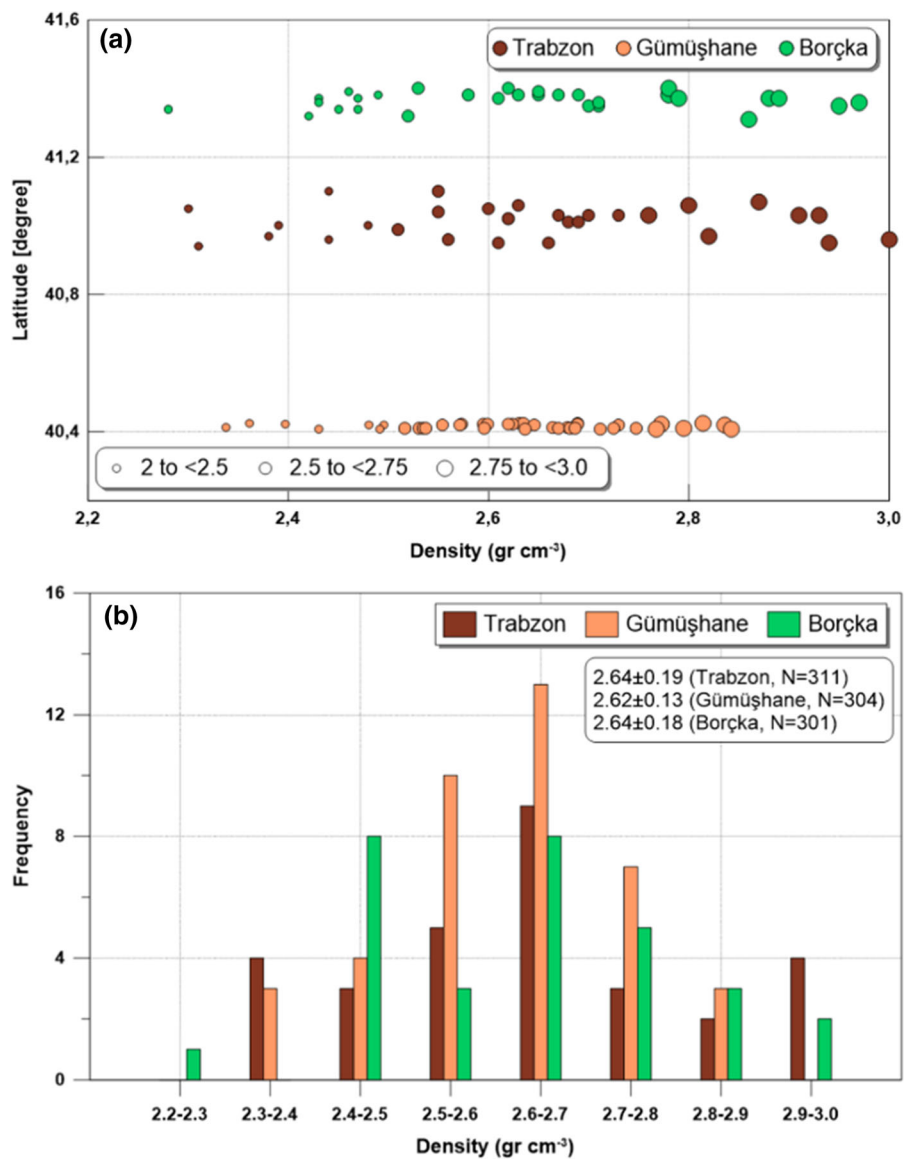 (a)
Trabzon Gümüşhane Borçka
41,6
41,2
40,8
40,4
Latitude [degree]
2 to <2.5 2.5 to <2.75 2.75 to <3.0
2,2 2,4 2,6 2,8 3,0
Density (gr cm⁻³)
(b)
Trabzon Gümüşhane Borçka
2.64±0.19 (Trabzon, N=311)
2.62±0.13 (Gümüşhane, N=304)
2.64±0.18 (Borçka, N=301)
16
12
8
4
0
Frequency
2.2-2.3 2.3-2.4 2.4-2.5 2.5-2.6 2.6-2.7 2.7-2.8 2.8-2.9 2.9-3.0
Density (gr cm⁻³)